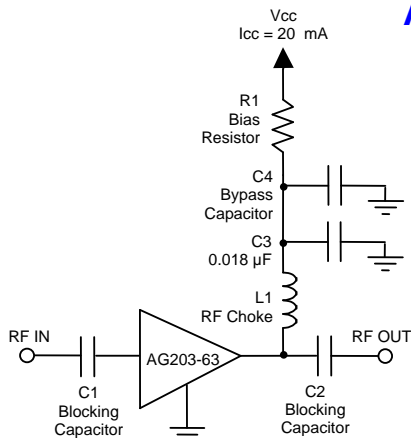 Vcc
Icc = 20 mA
R1
Bias
Resistor
C4
Bypass
Capacitor
C3
0.018 µF
L1
RF Choke
RF IN
AG203-63
RF OUT
C1
Blocking
Capacitor
C2
Blocking
Capacitor